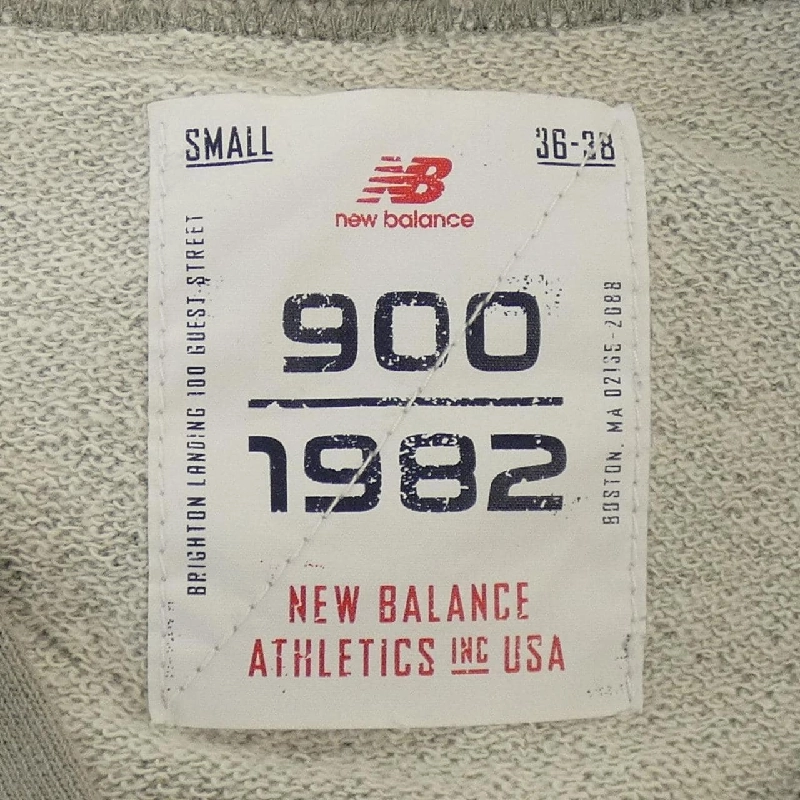 SMALL
36-38
NB
new balance
BRIGHTON LANDING 100 GUEST STREET
900
1982
BOSTON, MA 02135-2088
NEW BALANCE
ATHLETICS INC USA